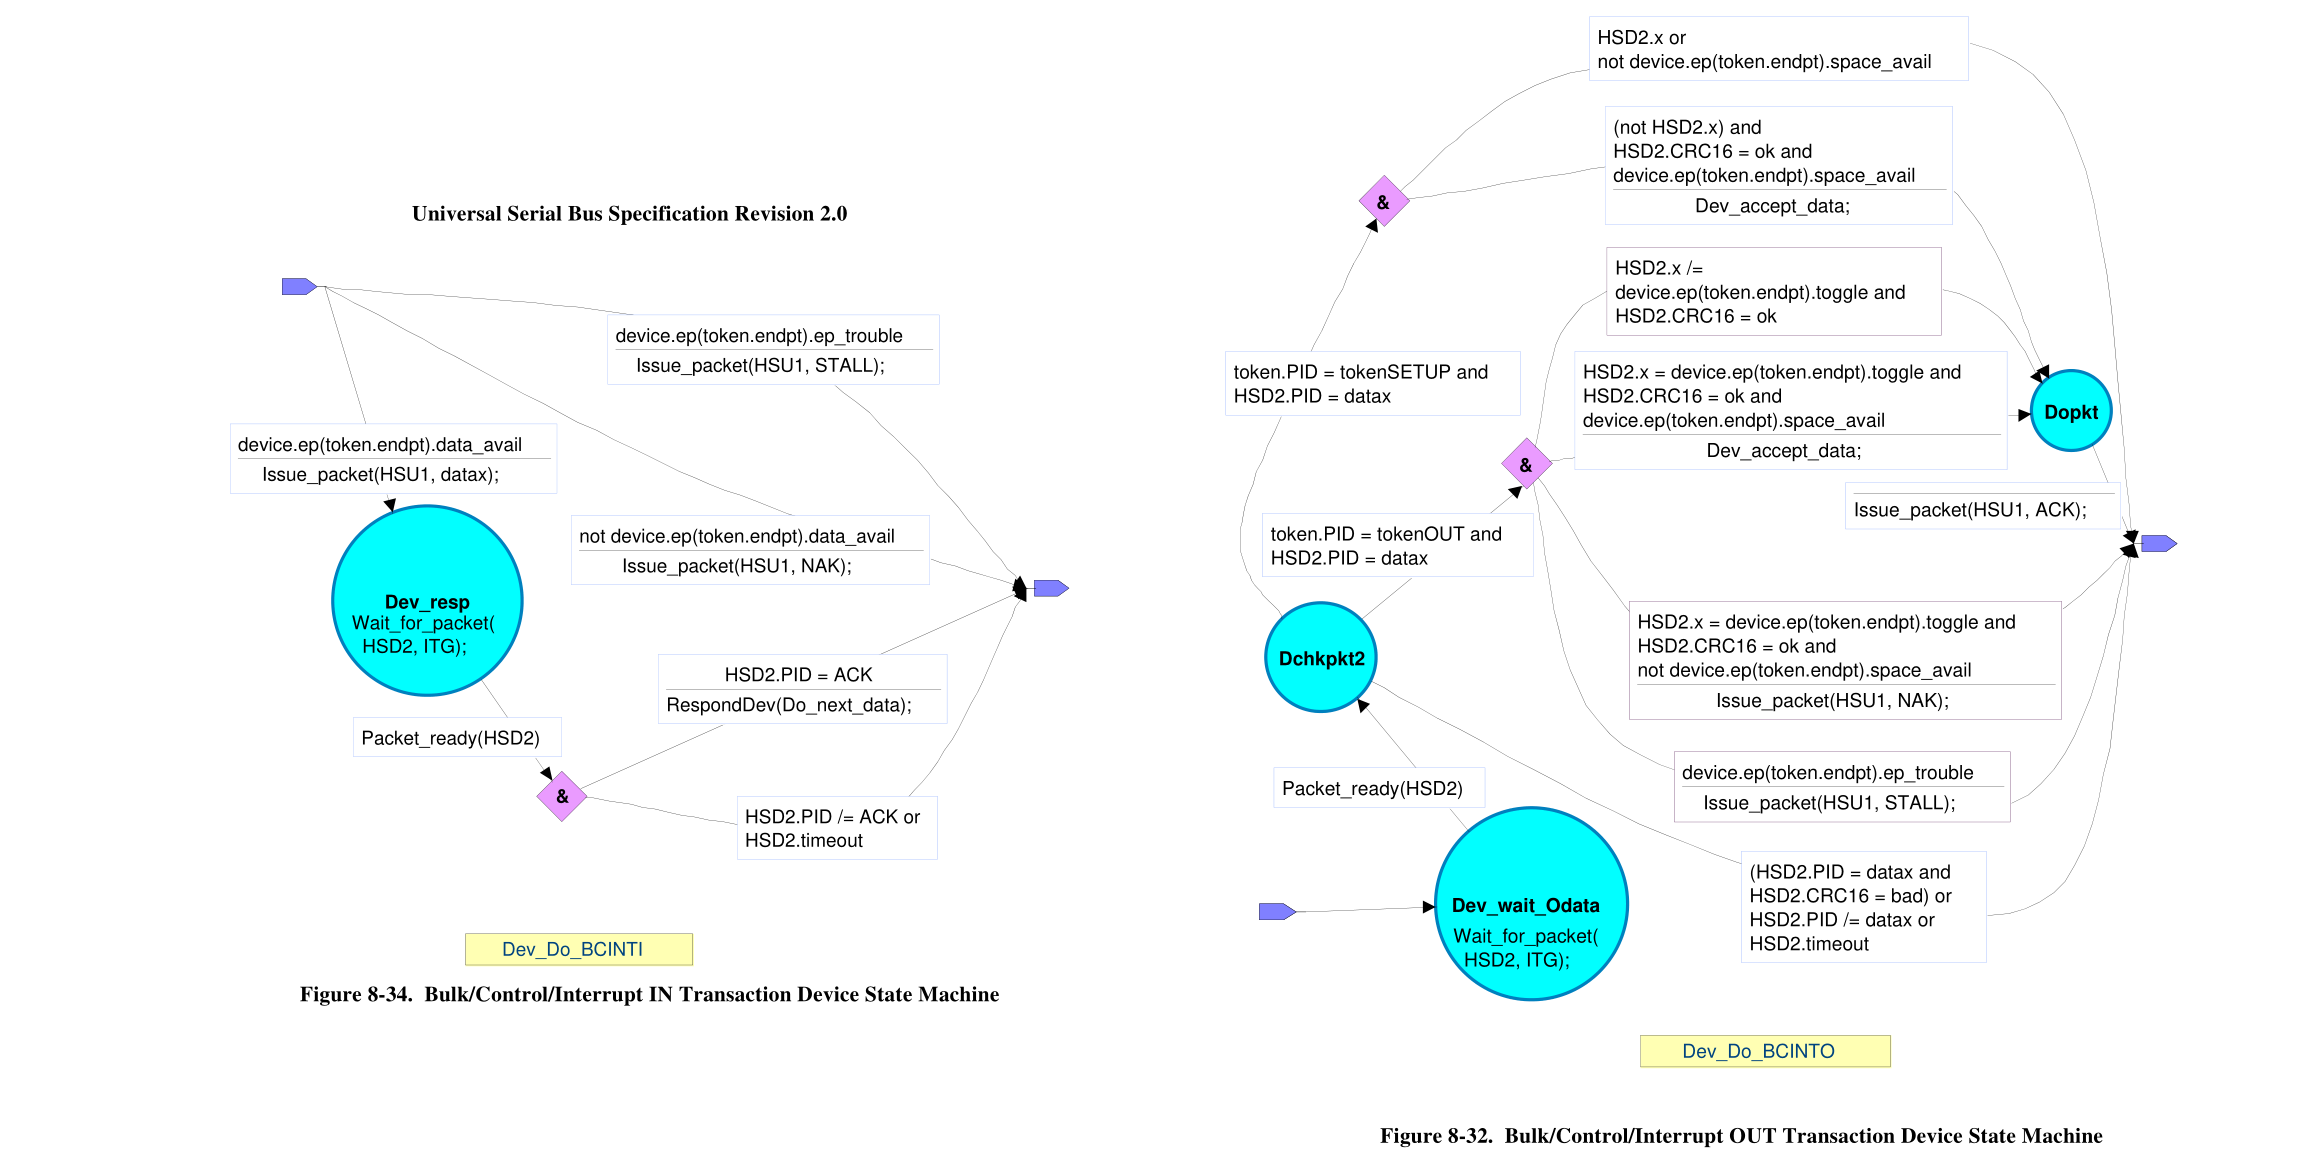 Universal Serial Bus Specification Revision 2.0
device.ep(token.endpt).ep_trouble
Issue_packet(HSU1, STALL);
device.ep(token.endpt).data_avail
Issue_packet(HSU1, datax);
not device.ep(token.endpt).data_avail
Issue_packet(HSU1, NAK);
Dev_resp
Wait_for_packet(
HSD2, ITG);
HSD2.PID = ACK
RespondDev(Do_next_data);
Packet_ready(HSD2)
&
HSD2.PID /= ACK or
HSD2.timeout
Dev_Do_BCINTI
Figure 8-34.  Bulk/Control/Interrupt IN Transaction Device State Machine
HSD2.x or
not device.ep(token.endpt).space_avail
(not HSD2.x) and
HSD2.CRC16 = ok and
device.ep(token.endpt).space_avail
Dev_accept_data;
&
HSD2.x /=
device.ep(token.endpt).toggle and
HSD2.CRC16 = ok
token.PID = tokenSETUP and
HSD2.PID = datax
HSD2.x = device.ep(token.endpt).toggle and
HSD2.CRC16 = ok and
device.ep(token.endpt).space_avail
Dev_accept_data;
Dopkt
&
Issue_packet(HSU1, ACK);
token.PID = tokenOUT and
HSD2.PID = datax
HSD2.x = device.ep(token.endpt).toggle and
HSD2.CRC16 = ok and
not device.ep(token.endpt).space_avail
Issue_packet(HSU1, NAK);
Dchkpkt2
device.ep(token.endpt).ep_trouble
Issue_packet(HSU1, STALL);
Packet_ready(HSD2)
(HSD2.PID = datax and
HSD2.CRC16 = bad) or
HSD2.PID /= datax or
HSD2.timeout
Dev_wait_Odata
Wait_for_packet(
HSD2, ITG);
Dev_Do_BCINTO
Figure 8-32.  Bulk/Control/Interrupt OUT Transaction Device State Machine